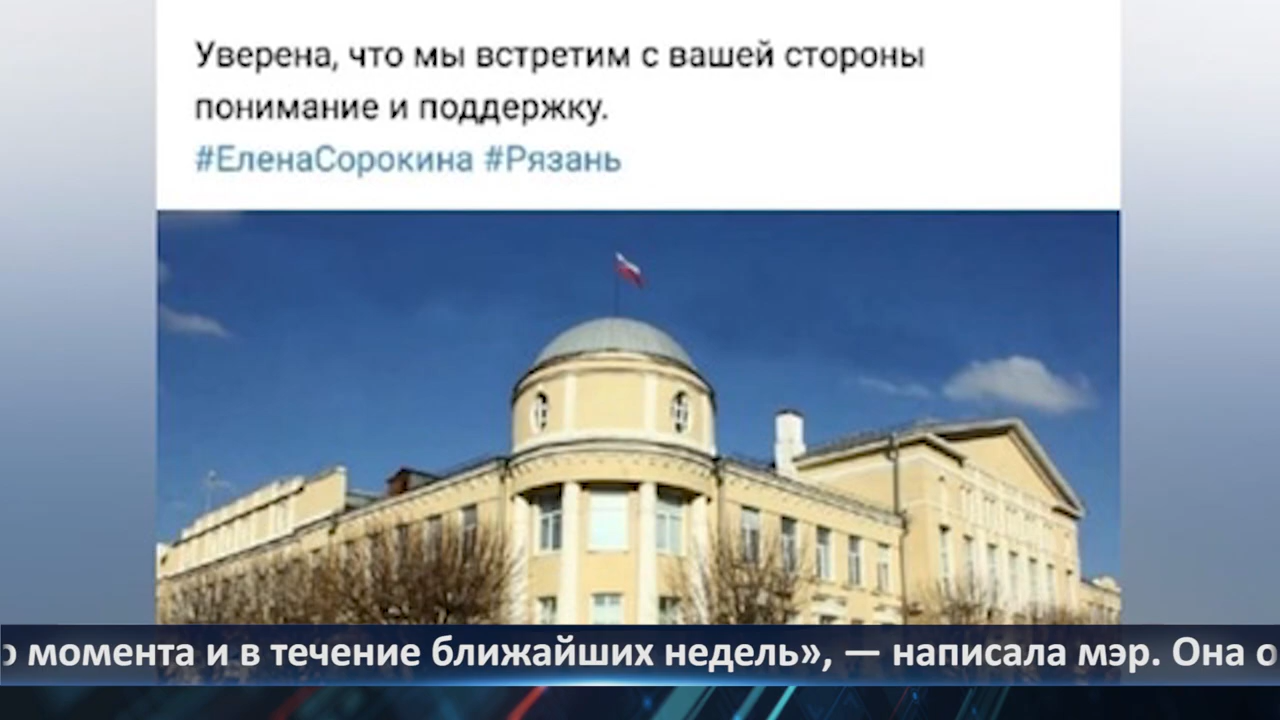 Уверена, что мы встретим с вашей стороны
понимание и поддержку.
#ЕленаСорокина #Рязань
момента и в течение ближайших недель», — написала мэр. Она